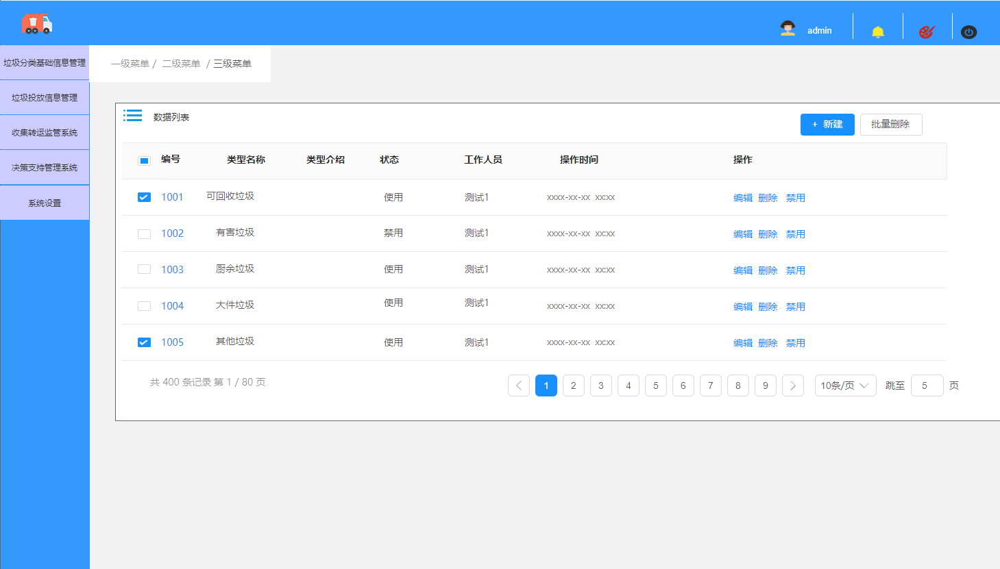 admin
垃圾分类基础信息管理
垃圾投放信息管理
收集转运监管系统
决策支持管理系统
系统设置
一级菜单 / 二级菜单 / 三级菜单
数据列表
+ 新建 批量删除
编号 类型名称 类型介绍 状态 工作人员 操作时间 操作
1001 可回收垃圾 使用 测试1 xxxx-xx-xx xx:xx 编辑 删除 禁用
1002 有害垃圾 禁用 测试1 xxxx-xx-xx xx:xx 编辑 删除 禁用
1003 厨余垃圾 使用 测试1 xxxx-xx-xx xx:xx 编辑 删除 禁用
1004 大件垃圾 使用 测试1 xxxx-xx-xx xx:xx 编辑 删除 禁用
1005 其他垃圾 使用 测试1 xxxx-xx-xx xx:xx 编辑 删除 禁用
共 400 条记录 第 1 / 80 页 1 2 3 4 5 6 7 8 9 10条/页 跳至 5 页